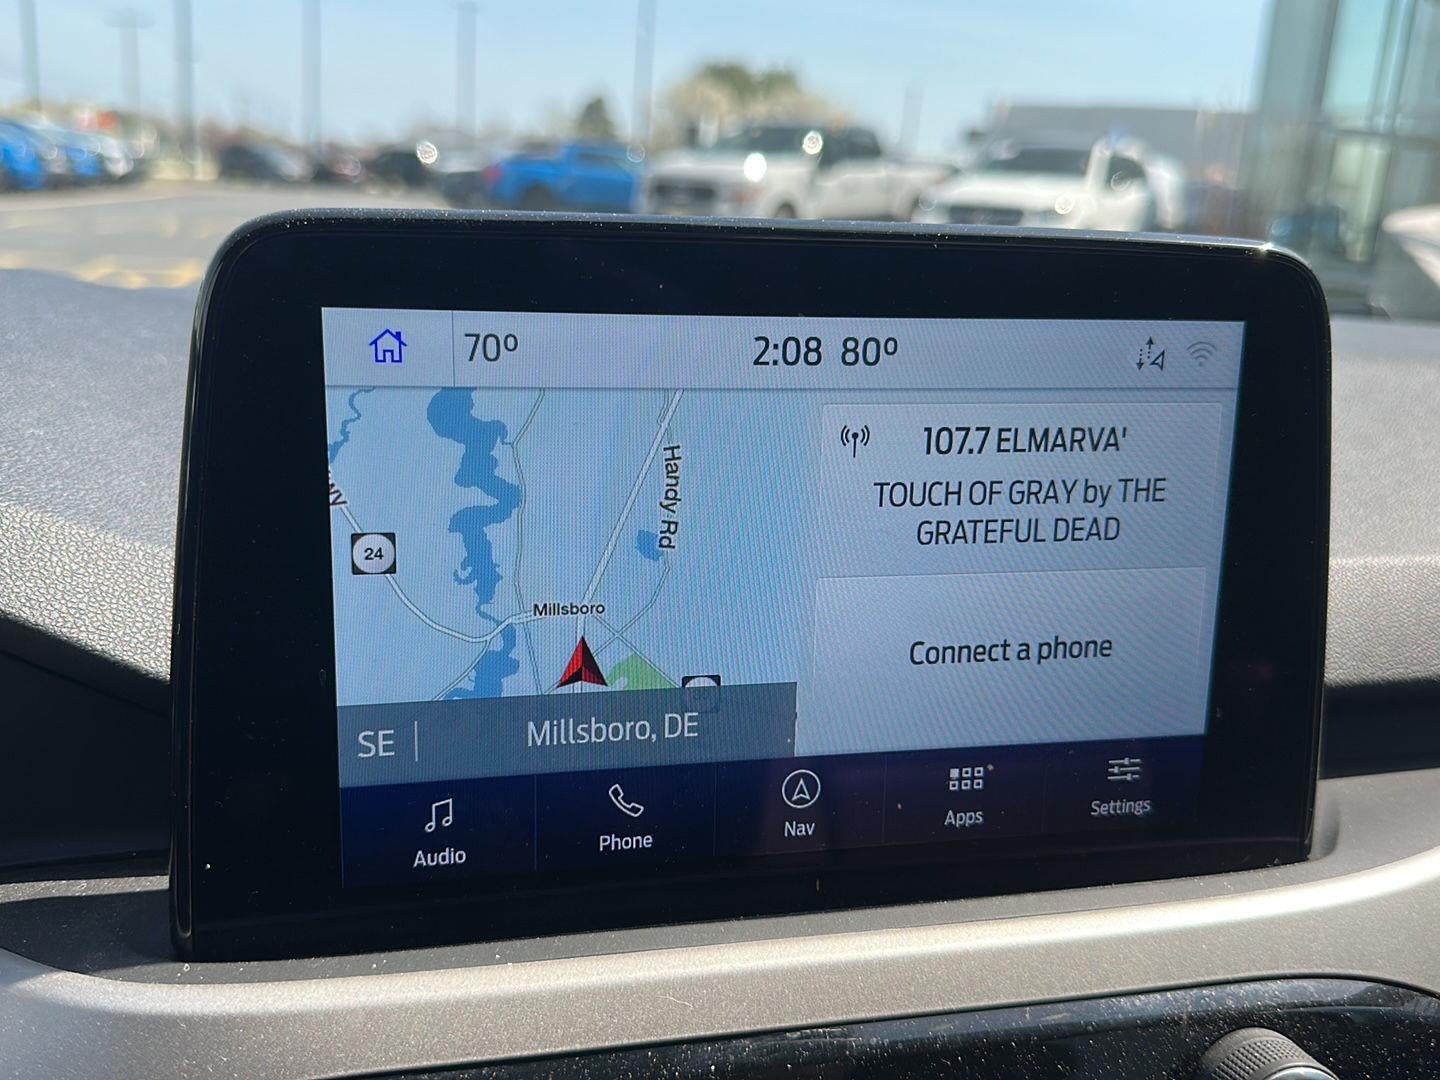 70º
2:08 80º
107.7 ELMARVA'
TOUCH OF GRAY by THE
GRATEFUL DEAD
Handy Rd
24
Millsboro
Connect a phone
SE
Millsboro, DE
Audio
Phone
Nav
Apps
Settings